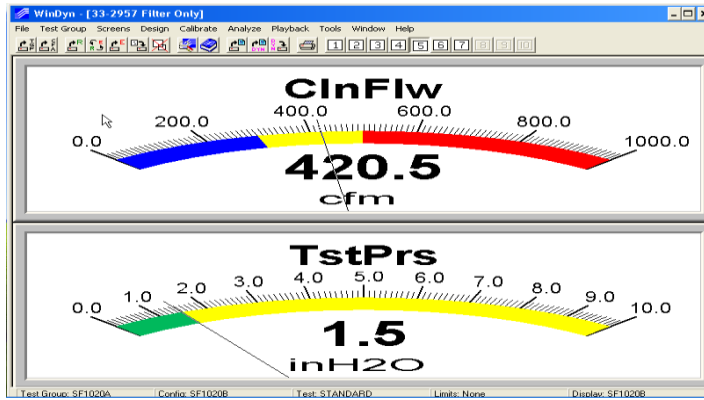 WinDyn - [33-2957 Filter Only]
File Test Group Screens Design Calibrate Analyze Playback Tools Window Help
1 2 3 4 5 6 7 8 9 10
ClnFlw
0.0 200.0 400.0 600.0 800.0 1000.0
420.5
cfm
TstPrs
0.0 1.0 2.0 3.0 4.0 5.0 6.0 7.0 8.0 9.0 10.0
1.5
inH2O
Test Group: SF1020A Config: SF1020B Test: STANDARD Limits: None Display: SF1020B